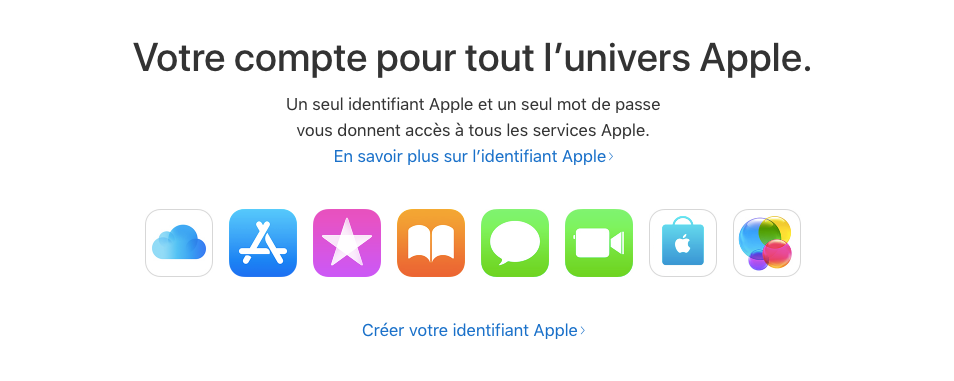 Votre compte pour tout l’univers Apple.
Un seul identifiant Apple et un seul mot de passe
vous donnent accès à tous les services Apple.
En savoir plus sur l’identifiant Apple
Créer votre identifiant Apple